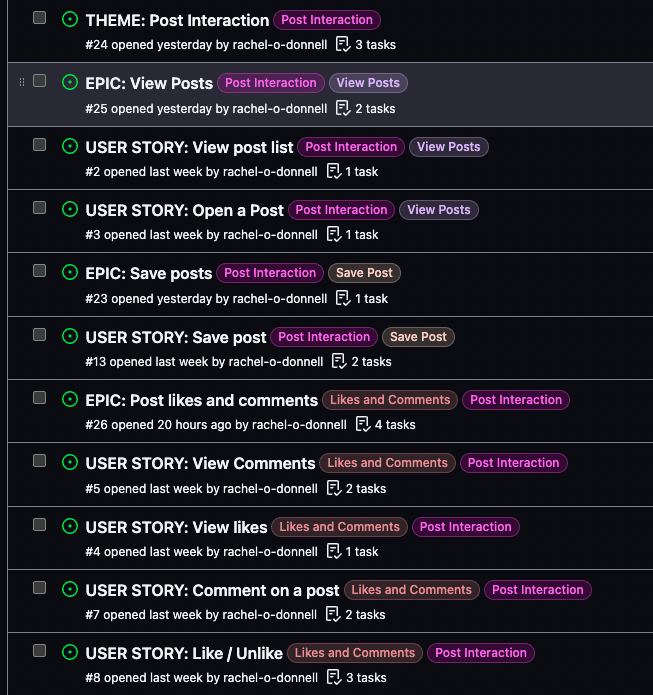 THEME: Post Interaction Post Interaction
#24 opened yesterday by rachel-o-donnell 3 tasks
EPIC: View Posts Post Interaction View Posts
#25 opened yesterday by rachel-o-donnell 2 tasks
USER STORY: View post list Post Interaction View Posts
#2 opened last week by rachel-o-donnell 1 task
USER STORY: Open a Post Post Interaction View Posts
#3 opened last week by rachel-o-donnell 1 task
EPIC: Save posts Post Interaction Save Post
#23 opened yesterday by rachel-o-donnell 1 task
USER STORY: Save post Post Interaction Save Post
#13 opened last week by rachel-o-donnell 2 tasks
EPIC: Post likes and comments Likes and Comments Post Interaction
#26 opened 20 hours ago by rachel-o-donnell 4 tasks
USER STORY: View Comments Likes and Comments Post Interaction
#5 opened last week by rachel-o-donnell 2 tasks
USER STORY: View likes Likes and Comments Post Interaction
#4 opened last week by rachel-o-donnell 1 task
USER STORY: Comment on a post Likes and Comments Post Interaction
#7 opened last week by rachel-o-donnell 2 tasks
USER STORY: Like / Unlike Likes and Comments Post Interaction
#8 opened last week by rachel-o-donnell 3 tasks